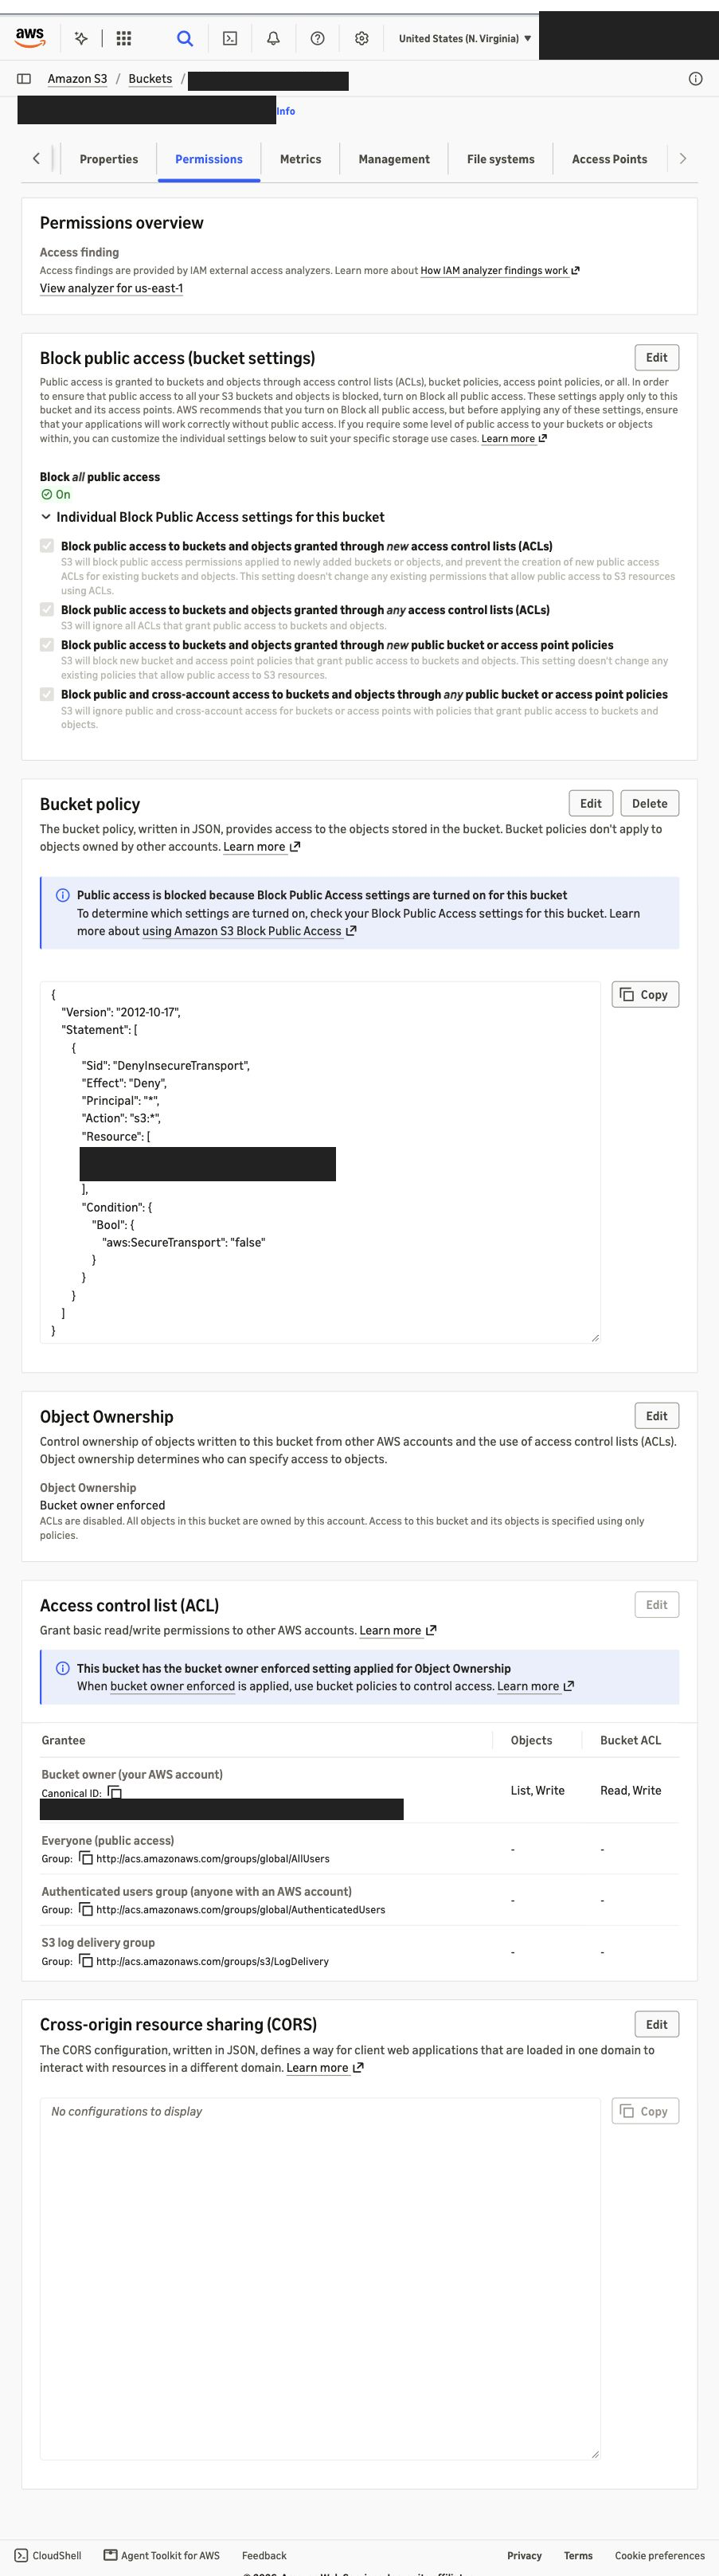 aws
United States (N. Virginia)
Amazon S3 / Buckets /
Info
Properties
Permissions
Metrics
Management
File systems
Access Points
Permissions overview
Access finding
Access findings are provided by IAM external access analyzers. Learn more about How IAM analyzer findings work
View analyzer for us-east-1
Block public access (bucket settings)
Edit
Public access is granted to buckets and objects through access control lists (ACLs), bucket policies, access point policies, or all. In order
to ensure that public access to all your S3 buckets and objects is blocked, turn on Block all public access. These settings apply only to this
bucket and its access points. AWS recommends that you turn on Block all public access, but before applying any of these settings, ensure
that your applications will work correctly without public access. If you require some level of public access to your buckets or objects
within, you can customize the individual settings below to suit your specific storage use cases. Learn more
Block all public access
On
Individual Block Public Access settings for this bucket
Block public access to buckets and objects granted through new access control lists (ACLs)
S3 will block public access permissions applied to newly added buckets or objects, and prevent the creation of new public access
ACLs for existing buckets and objects. This setting doesn't change any existing permissions that allow public access to S3 resources
using ACLs.
Block public access to buckets and objects granted through any access control lists (ACLs)
S3 will ignore all ACLs that grant public access to buckets and objects.
Block public access to buckets and objects granted through new public bucket or access point policies
S3 will block new bucket and access point policies that grant public access to buckets and objects. This setting doesn't change any
existing policies that allow public access to S3 resources.
Block public and cross-account access to buckets and objects through any public bucket or access point policies
S3 will ignore public and cross-account access for buckets or access points with policies that grant public access to buckets and
objects.
Bucket policy
Edit
Delete
The bucket policy, written in JSON, provides access to the objects stored in the bucket. Bucket policies don't apply to
objects owned by other accounts. Learn more
Public access is blocked because Block Public Access settings are turned on for this bucket
To determine which settings are turned on, check your Block Public Access settings for this bucket. Learn
more about using Amazon S3 Block Public Access
Copy
{
"Version": "2012-10-17",
"Statement": [
{
"Sid": "DenyInsecureTransport",
"Effect": "Deny",
"Principal": "*",
"Action": "s3:*",
"Resource": [
],
"Condition": {
"Bool": {
"aws:SecureTransport": "false"
}
}
}
]
}
Object Ownership
Edit
Control ownership of objects written to this bucket from other AWS accounts and the use of access control lists (ACLs).
Object ownership determines who can specify access to objects.
Object Ownership
Bucket owner enforced
ACLs are disabled. All objects in this bucket are owned by this account. Access to this bucket and its objects is specified using only
policies.
Access control list (ACL)
Edit
Grant basic read/write permissions to other AWS accounts. Learn more
This bucket has the bucket owner enforced setting applied for Object Ownership
When bucket owner enforced is applied, use bucket policies to control access. Learn more
Grantee
Objects
Bucket ACL
Bucket owner (your AWS account)
Canonical ID:
List, Write
Read, Write
Everyone (public access)
Group: http://acs.amazonaws.com/groups/global/AllUsers
-
-
Authenticated users group (anyone with an AWS account)
Group: http://acs.amazonaws.com/groups/global/AuthenticatedUsers
-
-
S3 log delivery group
Group: http://acs.amazonaws.com/groups/s3/LogDelivery
-
-
Cross-origin resource sharing (CORS)
Edit
The CORS configuration, written in JSON, defines a way for client web applications that are loaded in one domain to
interact with resources in a different domain. Learn more
No configurations to display
Copy
CloudShell
Agent Toolkit for AWS
Feedback
Privacy
Terms
Cookie preferences